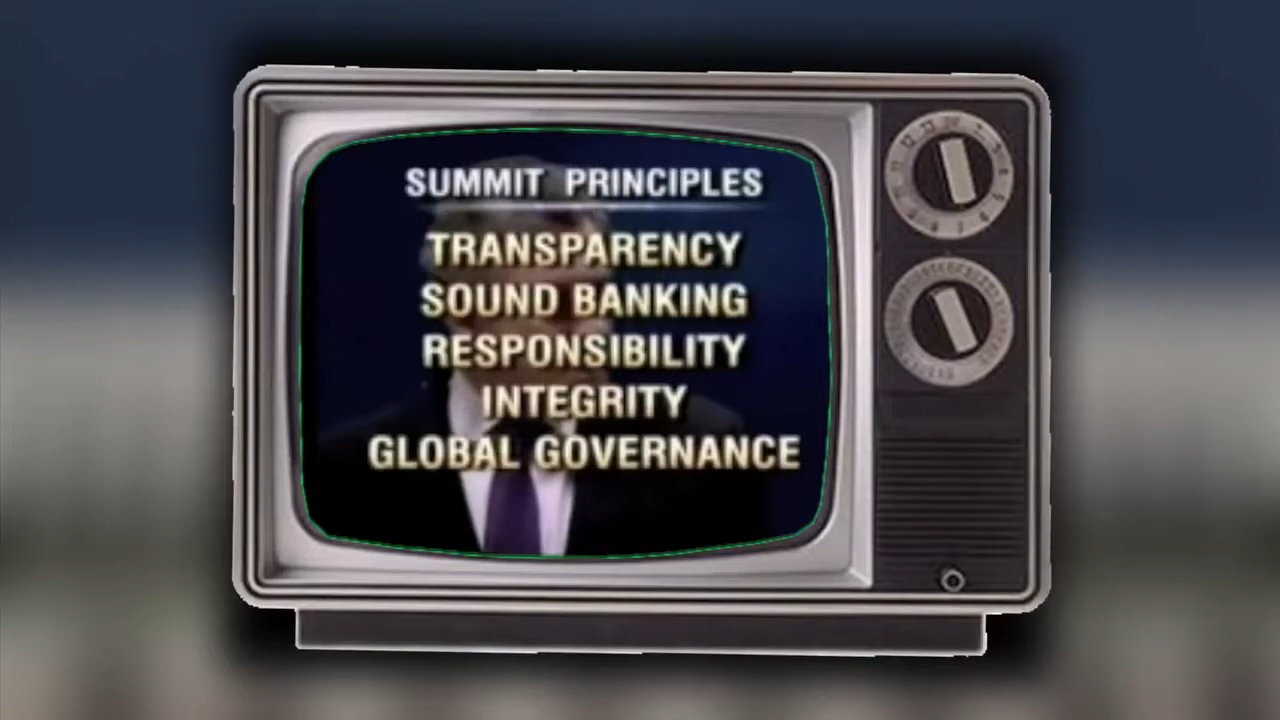 SUMMIT PRINCIPLES
TRANSPARENCY
SOUND BANKING
RESPONSIBILITY
INTEGRITY
GLOBAL GOVERNANCE